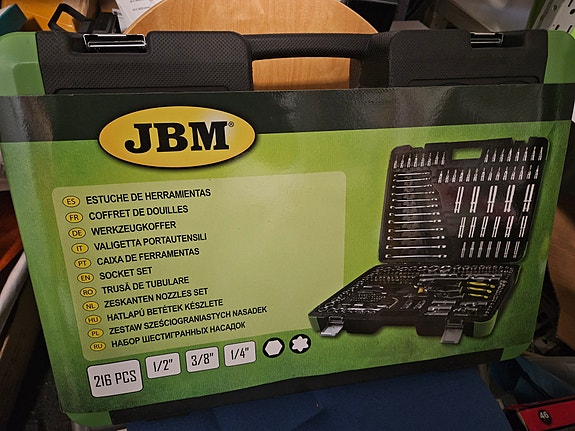 JBM®
ES ESTUCHE DE HERRAMIENTAS
FR COFFRET DE DOUILLES
DE WERKZEUGKOFFER
IT VALIGETTA PORTAUTENSILI
PT CAIXA DE FERRAMENTAS
EN SOCKET SET
RO TRUSĂ DE TUBULARE
NL ZESKANTEN NOZZLES SET
HU HATLAPÚ BETÉTEK KÉSZLETE
PL ZESTAW SZEŚCIOGRANIASTYCH NASADEK
RU НАБОР ШЕСТИГРАННЫХ НАСАДОК
216 PCS 1/2" 3/8" 1/4"
46